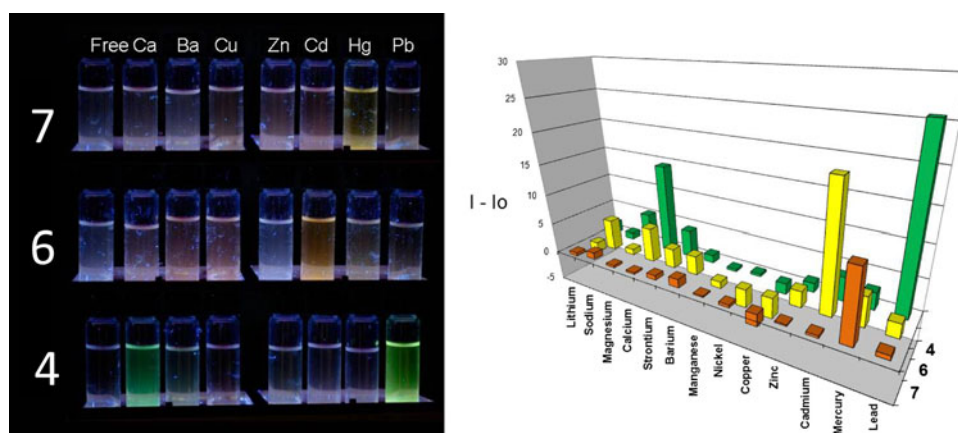 Free Ca Ba Cu Zn Cd Hg Pb
7
6
4
30
25
20
15
10
5
0
-5
I - Io
Lithium
Sodium
Magnesium
Calcium
Strontium
Barium
Manganese
Nickel
Copper
Zinc
Cadmium
Mercury
Lead
4
6
7